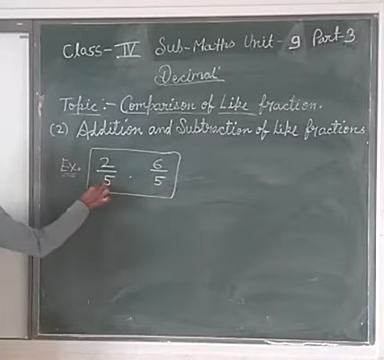 Class-IV Sub-Maths Unit-9 Part-3
Decimal
Topic:- Comparison of Like fraction.
(2) Addition and Subtraction of Like fractions
Ex. 2/5 . 6/5